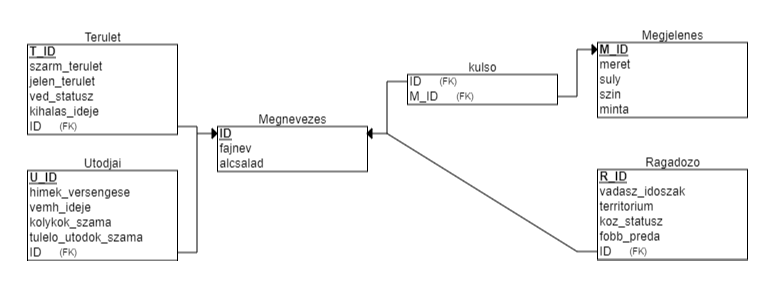 Terulet
T_ID
szarm_terulet
jelen_terulet
ved_statusz
kihalas_ideje
ID (FK)
Utodjai
U_ID
himek_versengese
vemh_ideje
kolykok_szama
tulelo_utodok_szama
ID (FK)
Megnevezes
ID
fajnev
alcsalad
kulso
ID (FK)
M_ID (FK)
Megjelenes
M_ID
meret
suly
szin
minta
Ragadozo
R_ID
vadasz_idoszak
territorium
koz_statusz
fobb_preda
ID (FK)